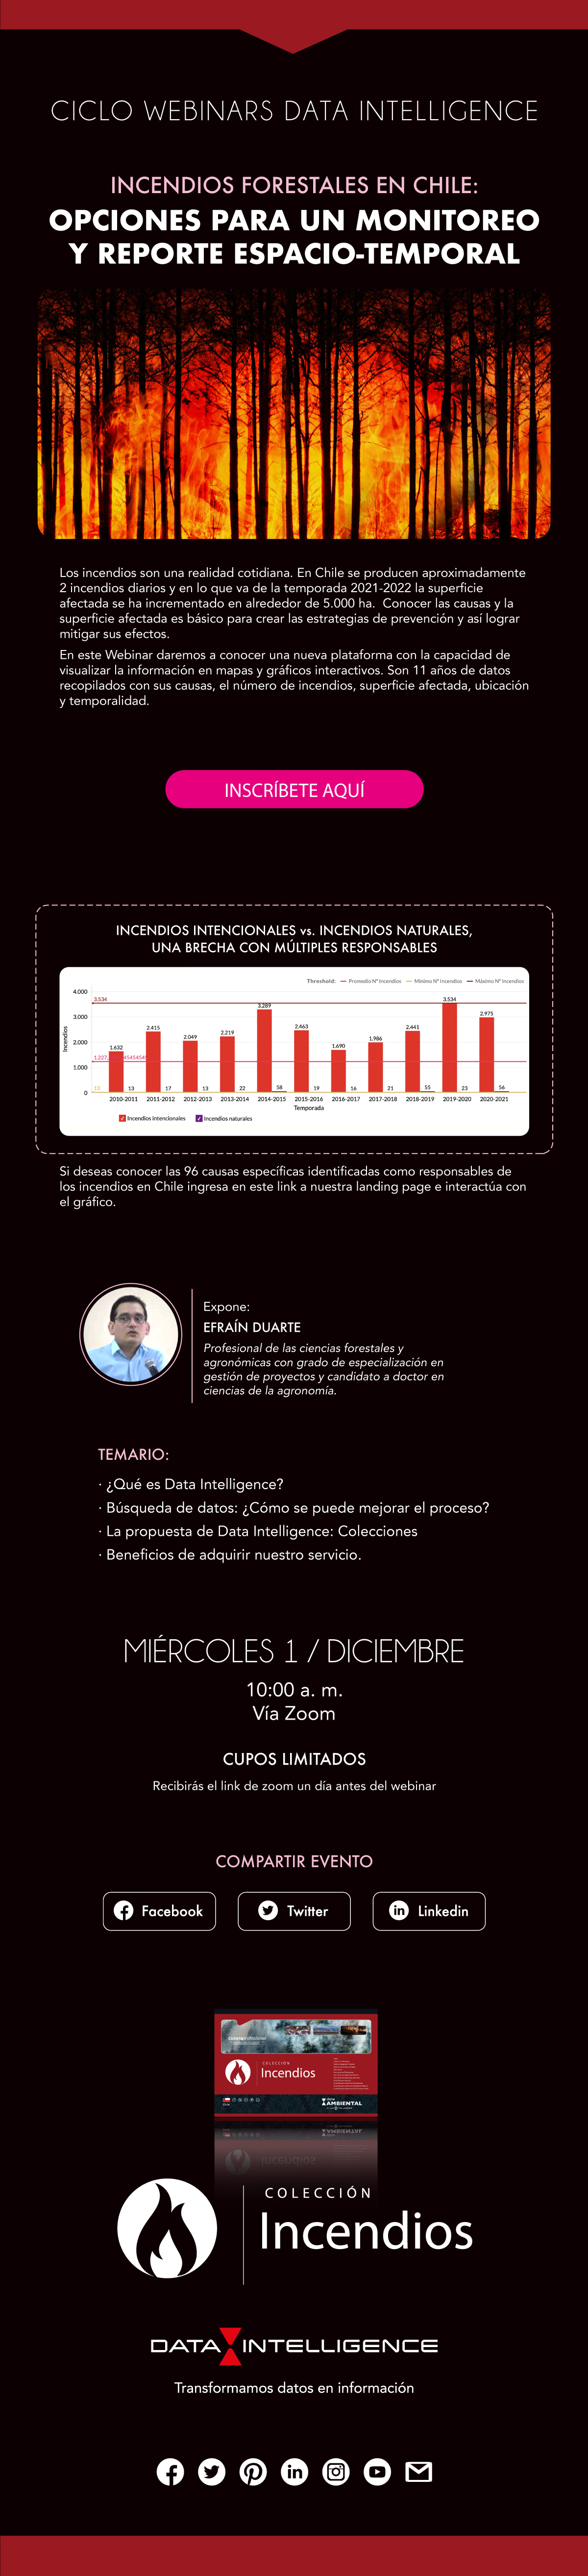 CICLO WEBINARS DATA INTELLIGENCE
INCENDIOS FORESTALES EN CHILE:
OPCIONES PARA UN MONITOREO
Y REPORTE ESPACIO-TEMPORAL
Los incendios son una realidad cotidiana. En Chile se producen aproximadamente
2 incendios diarios y en lo que va de la temporada 2021-2022 la superficie
afectada se ha incrementado en alrededor de 5.000 ha. Conocer las causas y la
superficie afectada es básico para crear las estrategias de prevención y así lograr
mitigar sus efectos.
En este Webinar daremos a conocer una nueva plataforma con la capacidad de
visualizar la información en mapas y gráficos interactivos. Son 11 años de datos
recopilados con sus causas, el número de incendios, superficie afectada, ubicación
y temporalidad.
INSCRÍBETE AQUÍ
INCENDIOS INTENCIONALES vs. INCENDIOS NATURALES,
UNA BRECHA CON MÚLTIPLES RESPONSABLES
Threshold: Promedio N° Incendios Mínimo N° Incendios Máximo N° Incendios
4.000
3.534
3.000
2.000
1.000
0
Incendios
1.632 2.415 2.049 2.219 3.289 2.463 1.690 1.986 2.441 3.534 2.975
13 13 17 13 22 58 19 16 21 55 23 56
2010-2011 2011-2012 2012-2013 2013-2014 2014-2015 2015-2016 2016-2017 2017-2018 2018-2019 2019-2020 2020-2021
Temporada
Incendios intencionales Incendios naturales
Si deseas conocer las 96 causas específicas identificadas como responsables de
los incendios en Chile ingresa en este link a nuestra landing page e interactúa con
el gráfico.
Expone:
EFRAÍN DUARTE
Profesional de las ciencias forestales y
agronómicas con grado de especialización en
gestión de proyectos y candidato a doctor en
ciencias de la agronomía.
TEMARIO:
· ¿Qué es Data Intelligence?
· Búsqueda de datos: ¿Cómo se puede mejorar el proceso?
· La propuesta de Data Intelligence: Colecciones
· Beneficios de adquirir nuestro servicio.
MIÉRCOLES 1 / DICIEMBRE
10:00 a. m.
Vía Zoom
CUPOS LIMITADOS
Recibirás el link de zoom un día antes del webinar
COMPARTIR EVENTO
Facebook Twitter Linkedin
COLECCIÓN
Incendios
AMBIENTAL
COLECCIÓN
Incendios
DATA INTELLIGENCE
Transformamos datos en información